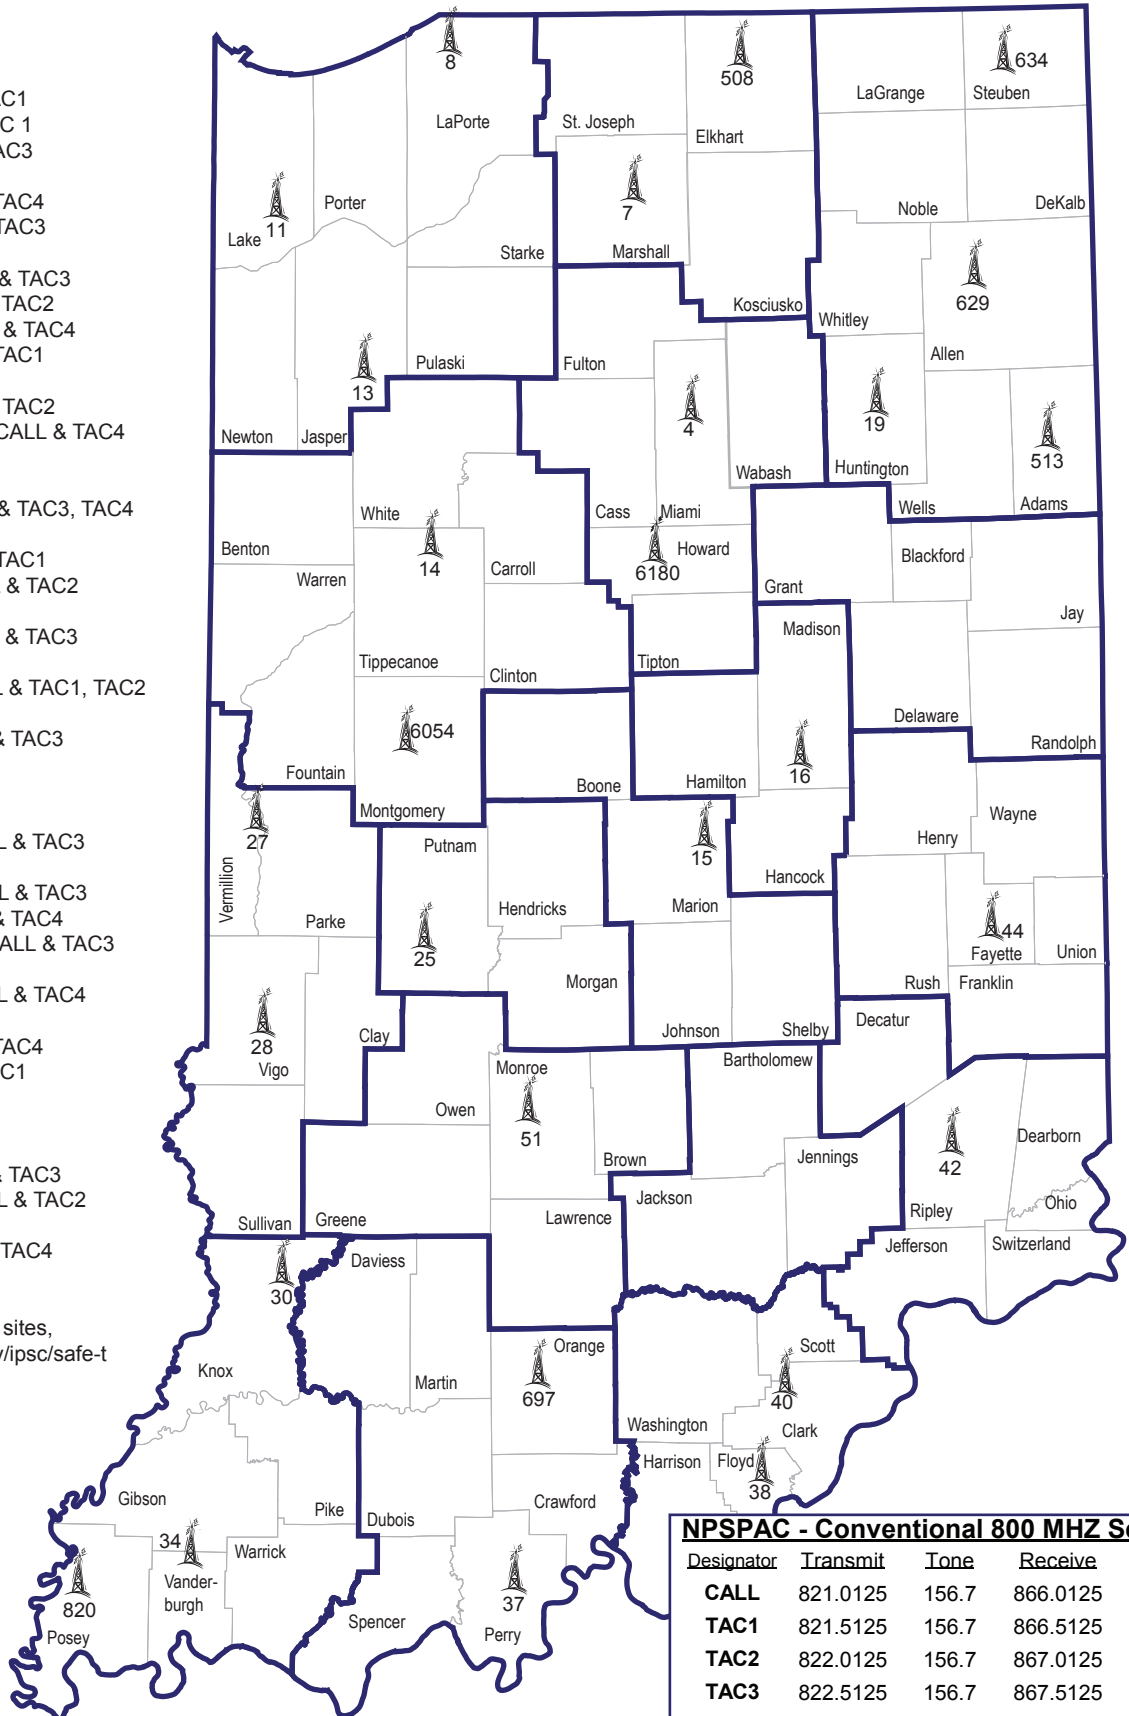 AC1
C 1
AC3
TAC4
TAC3
& TAC3
TAC2
& TAC4
TAC1
TAC2
CALL & TAC4
& TAC3, TAC4
TAC1
& TAC2
& TAC3
L & TAC1, TAC2
& TAC3
L & TAC3
L & TAC3
& TAC4
ALL & TAC3
L & TAC4
TAC4
C1
& TAC3
L & TAC2
TAC4
sites,
y/ipsc/safe-t
8
508
634
LaGrange
Steuben
LaPorte
St. Joseph
Elkhart
Porter
7
Noble
DeKalb
Lake
11
Starke
Marshall
629
Kosciusko
Whitley
Allen
13
Pulaski
Fulton
4
19
Newton
Jasper
Wabash
Huntington
513
White
Cass
Miami
Wells
Adams
Benton
14
Carroll
6180
Howard
Blackford
Warren
Grant
Jay
Madison
Tippecanoe
Clinton
Tipton
6054
Delaware
Randolph
Fountain
Boone
Hamilton
16
Montgomery
Wayne
27
Putnam
15
Henry
Hancock
Vermillion
Parke
Hendricks
Marion
44
25
Fayette
Union
Morgan
Rush
Franklin
28
Vigo
Clay
Johnson
Shelby
Decatur
Monroe
Bartholomew
Owen
51
Dearborn
Brown
Jennings
42
Jackson
Ohio
Sullivan
Greene
Lawrence
Ripley
Switzerland
Daviess
Jefferson
30
Orange
Scott
Knox
Martin
697
40
Washington
Clark
Harrison
Floyd
38
Gibson
Pike
Dubois
Crawford
34
Warrick
Vander-
burgh
820
37
Posey
Spencer
Perry
NPSPAC - Conventional 800 MHZ S
Designator Transmit Tone Receive
CALL 821.0125 156.7 866.0125
TAC1 821.5125 156.7 866.5125
TAC2 822.0125 156.7 867.0125
TAC3 822.5125 156.7 867.5125